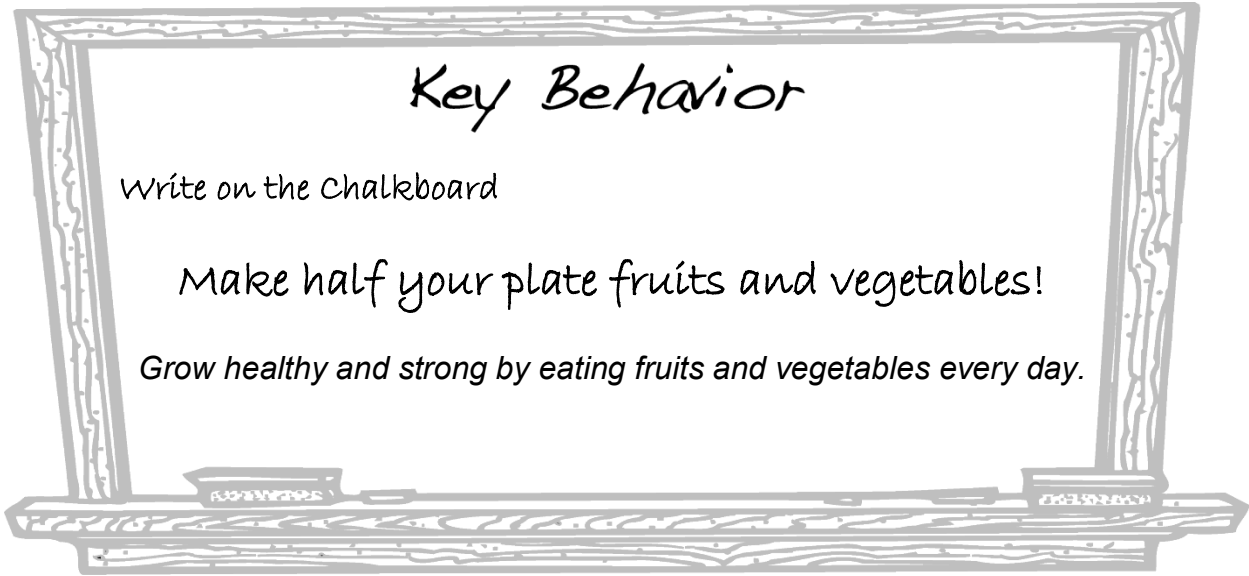 Key Behavior
Write on the Chalkboard
Make half your plate fruits and vegetables!
Grow healthy and strong by eating fruits and vegetables every day.